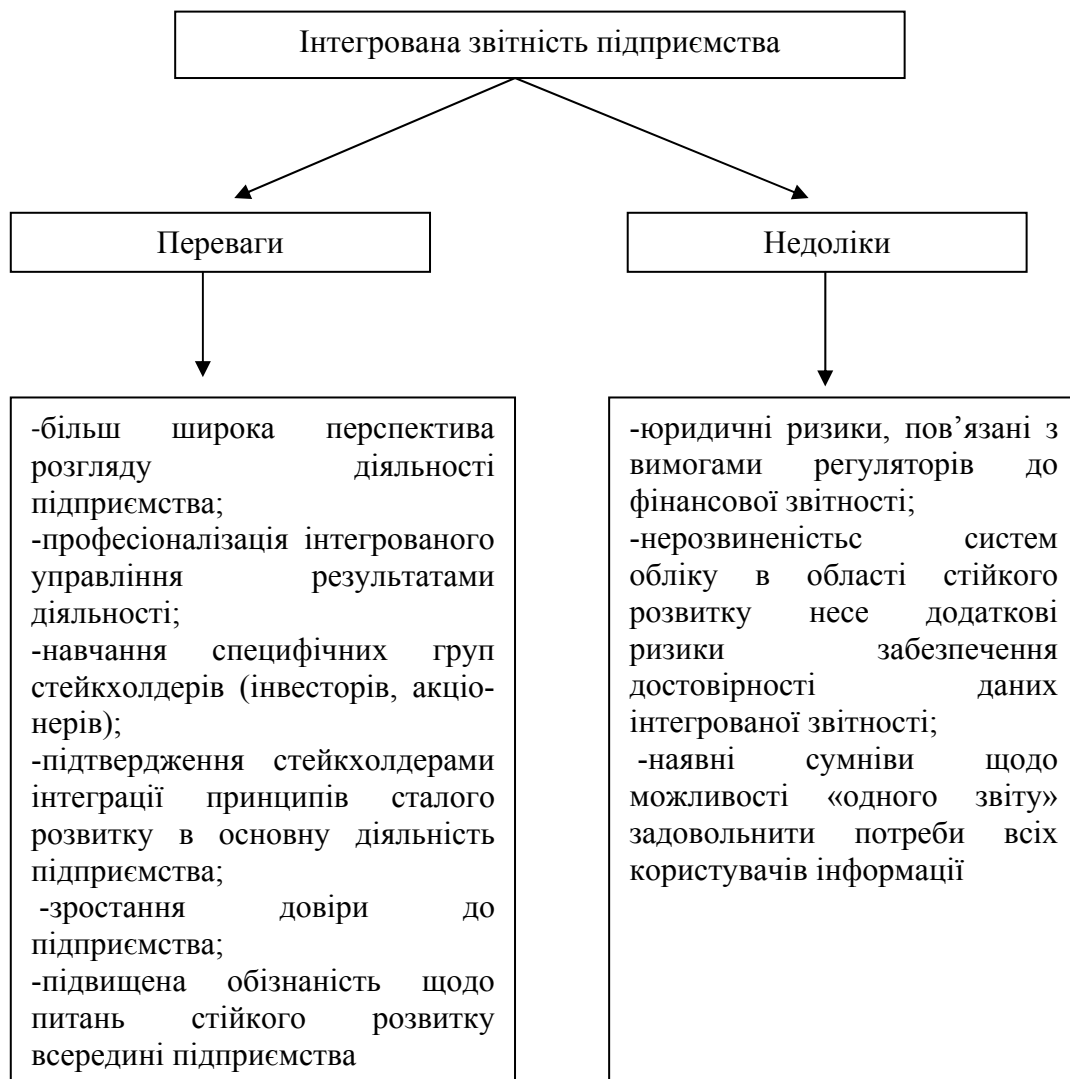 Інтегрована звітність підприємства
Переваги
Недоліки
-більш широка перспектива
розгляду діяльності
підприємства;
-професіоналізація інтегрованого
управління результатами
діяльності;
-навчання специфічних груп
стейкхолдерів (інвесторів, акціо-
нерів);
-підтвердження стейкхолдерами
інтеграції принципів сталого
розвитку в основну діяльність
підприємства;
-зростання довіри до
підприємства;
-підвищена обізнаність щодо
питань стійкого розвитку
всередині підприємства
-юридичні ризики, пов’язані з
вимогами регуляторів до
фінансової звітності;
-нерозвиненістьс систем
обліку в області стійкого
розвитку несе додаткові
ризики забезпечення
достовірності даних
інтегрованої звітності;
-наявні сумніви щодо
можливості «одного звіту»
задовольнити потреби всіх
користувачів інформації